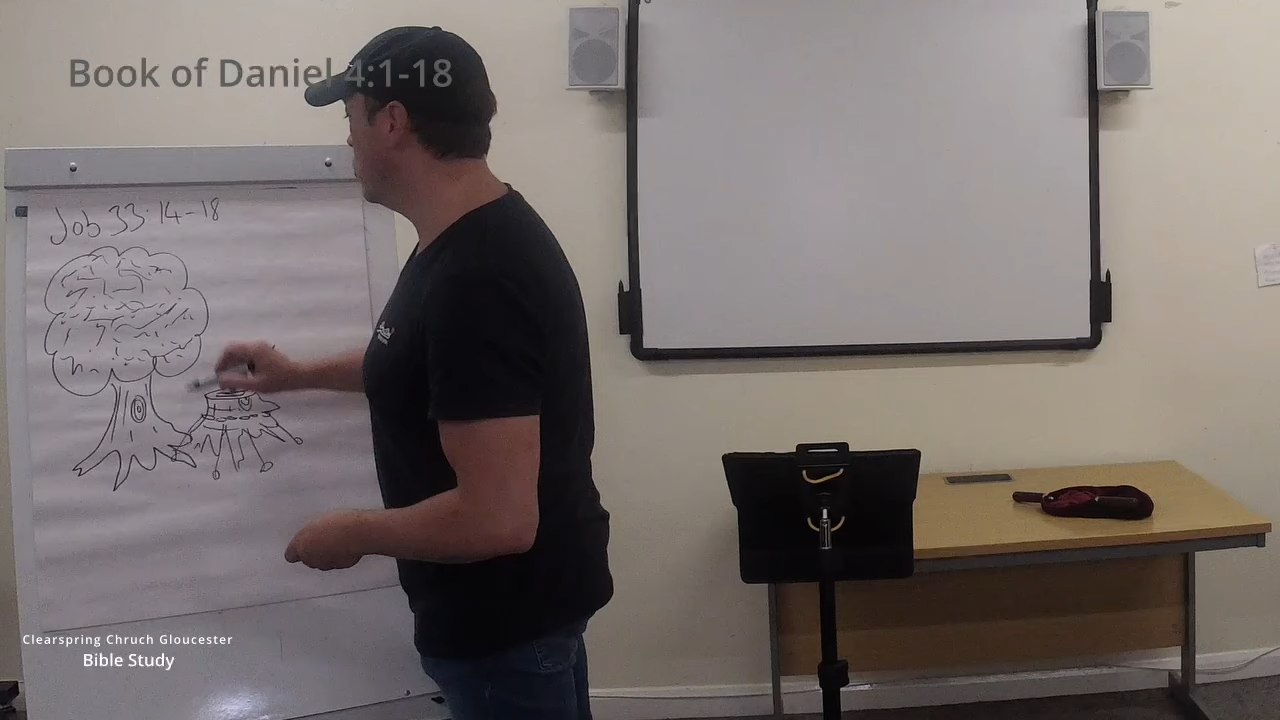 Book of Daniel 4:1-18
Job 33:14-18
Clearspring Chruch Gloucester
Bible Study